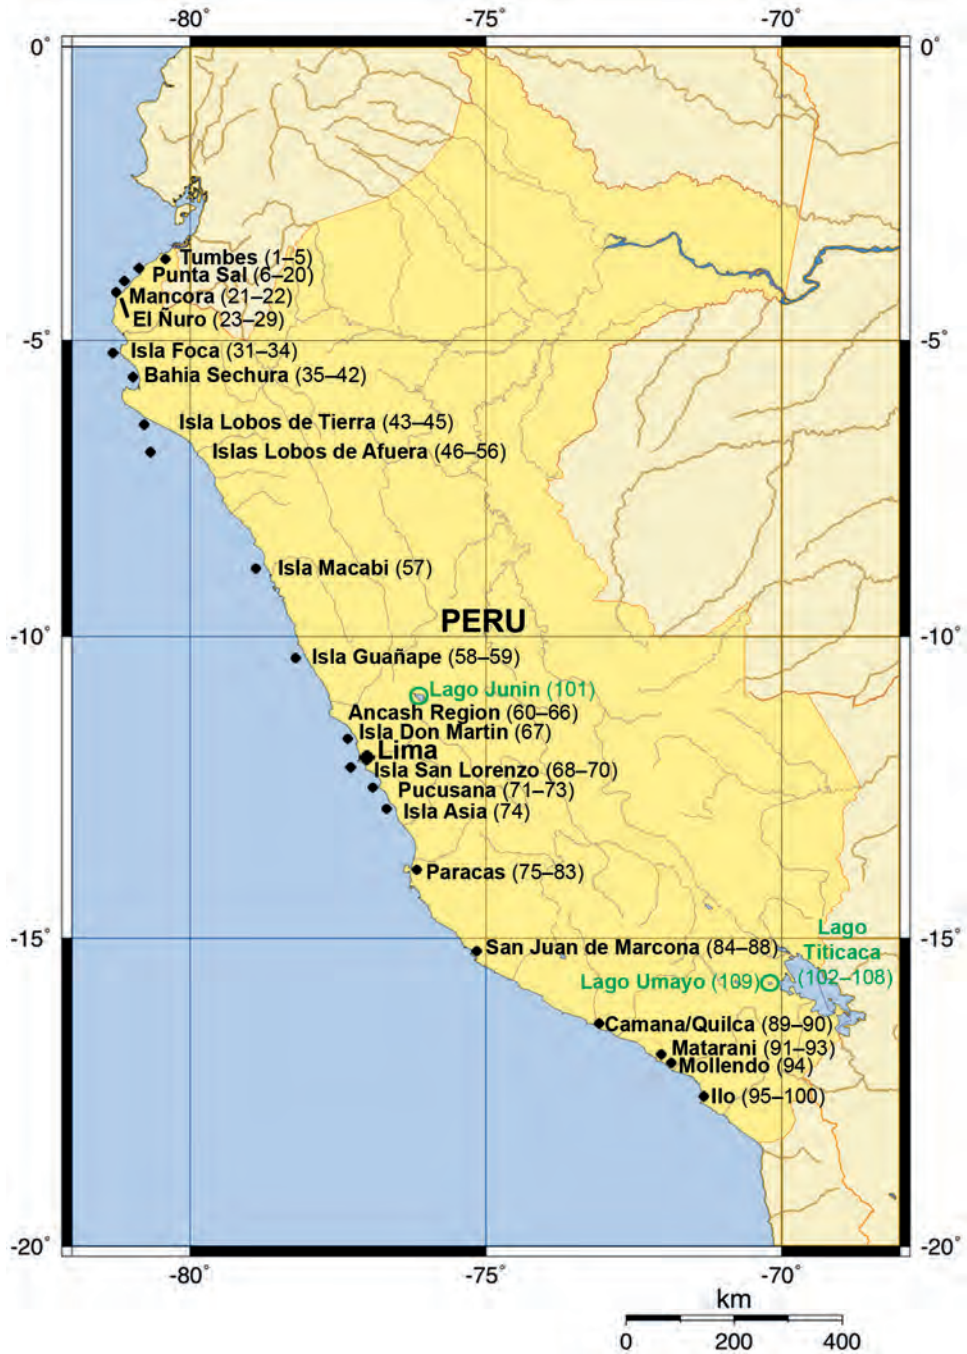 -80° -75° -70°
0° 0°
Tumbes (1–5)
Punta Sal (6–20)
Mancora (21–22)
El Ñuro (23–29)
-5° -5°
Isla Foca (31–34)
Bahia Sechura (35–42)
Isla Lobos de Tierra (43–45)
Islas Lobos de Afuera (46–56)
Isla Macabi (57)
PERU
-10° -10°
Isla Guañape (58–59)
Lago Junin (101)
Ancash Region (60–66)
Isla Don Martin (67)
Lima
Isla San Lorenzo (68–70)
Pucusana (71–73)
Isla Asia (74)
Paracas (75–83)
-15° -15°
Lago
Titicaca
(102–108)
San Juan de Marcona (84–88)
Lago Umayo (109)
Camana/Quilca (89–90)
Matarani (91–93)
Mollendo (94)
Ilo (95–100)
-20° -20°
-80° -75° -70°
km
0 200 400